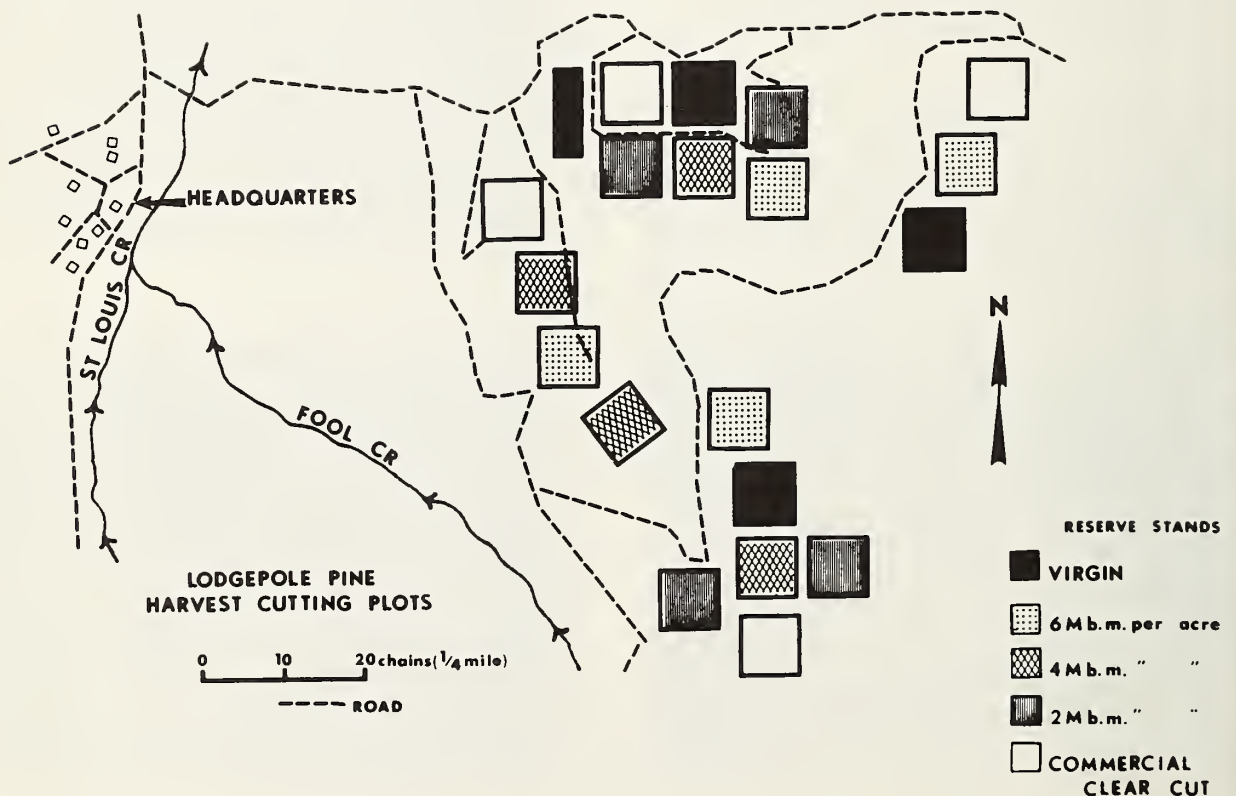 HEADQUARTERS
ST LOUIS CR
FOOL CR
N
LODGEPOLE PINE
HARVEST CUTTING PLOTS
0 10 20 chains (1/4 mile)
ROAD
RESERVE STANDS
VIRGIN
6 M b.m. per acre
4 M b.m. " "
2 M b.m. " "
COMMERCIAL
CLEAR CUT